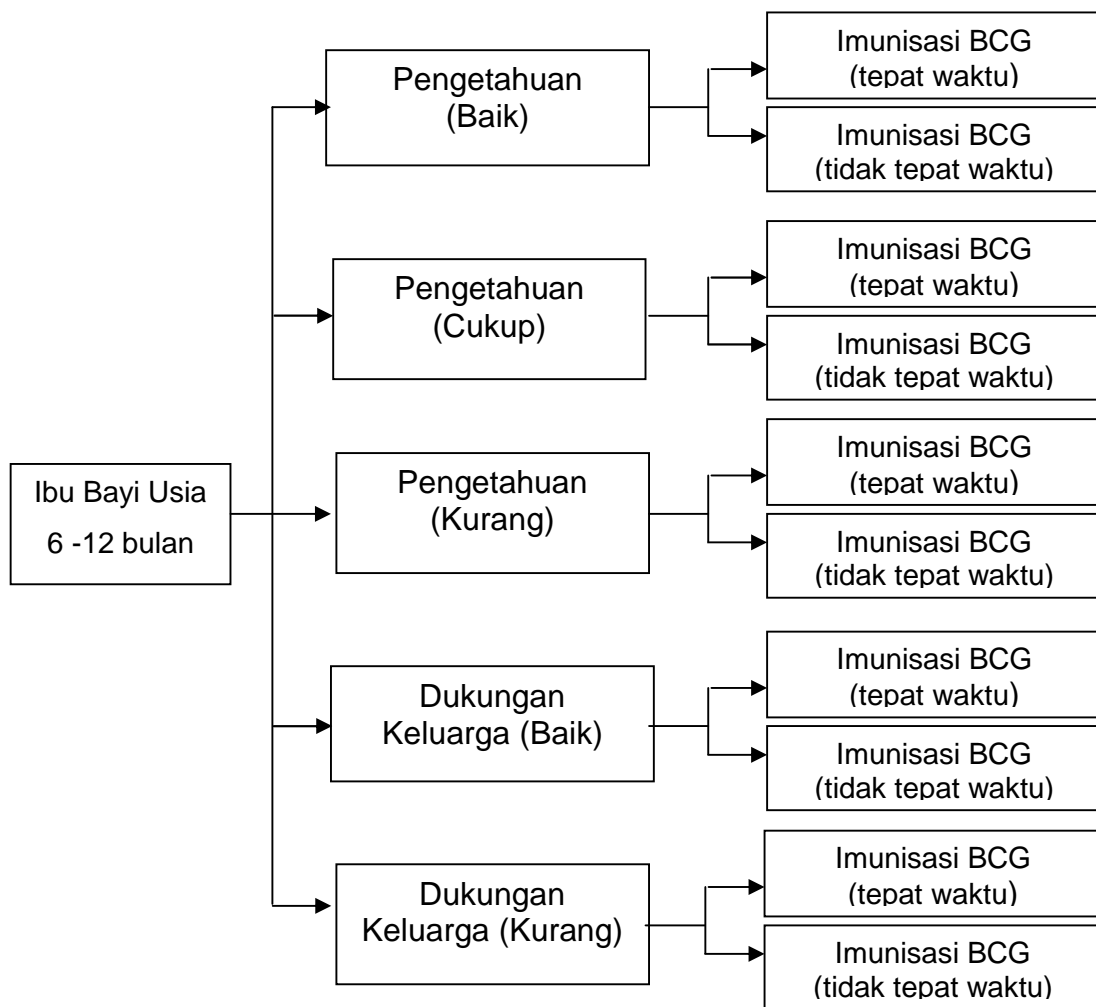 Imunisasi BCG
(tepat waktu)
Pengetahuan
(Baik)
Imunisasi BCG
(tidak tepat waktu)
Imunisasi BCG
(tepat waktu)
Pengetahuan
(Cukup)
Imunisasi BCG
(tidak tepat waktu)
Imunisasi BCG
(tepat waktu)
Ibu Bayi Usia
6 -12 bulan
Pengetahuan
(Kurang)
Imunisasi BCG
(tidak tepat waktu)
Imunisasi BCG
(tepat waktu)
Dukungan
Keluarga (Baik)
Imunisasi BCG
(tidak tepat waktu)
Imunisasi BCG
(tepat waktu)
Dukungan
Keluarga (Kurang)
Imunisasi BCG
(tidak tepat waktu)